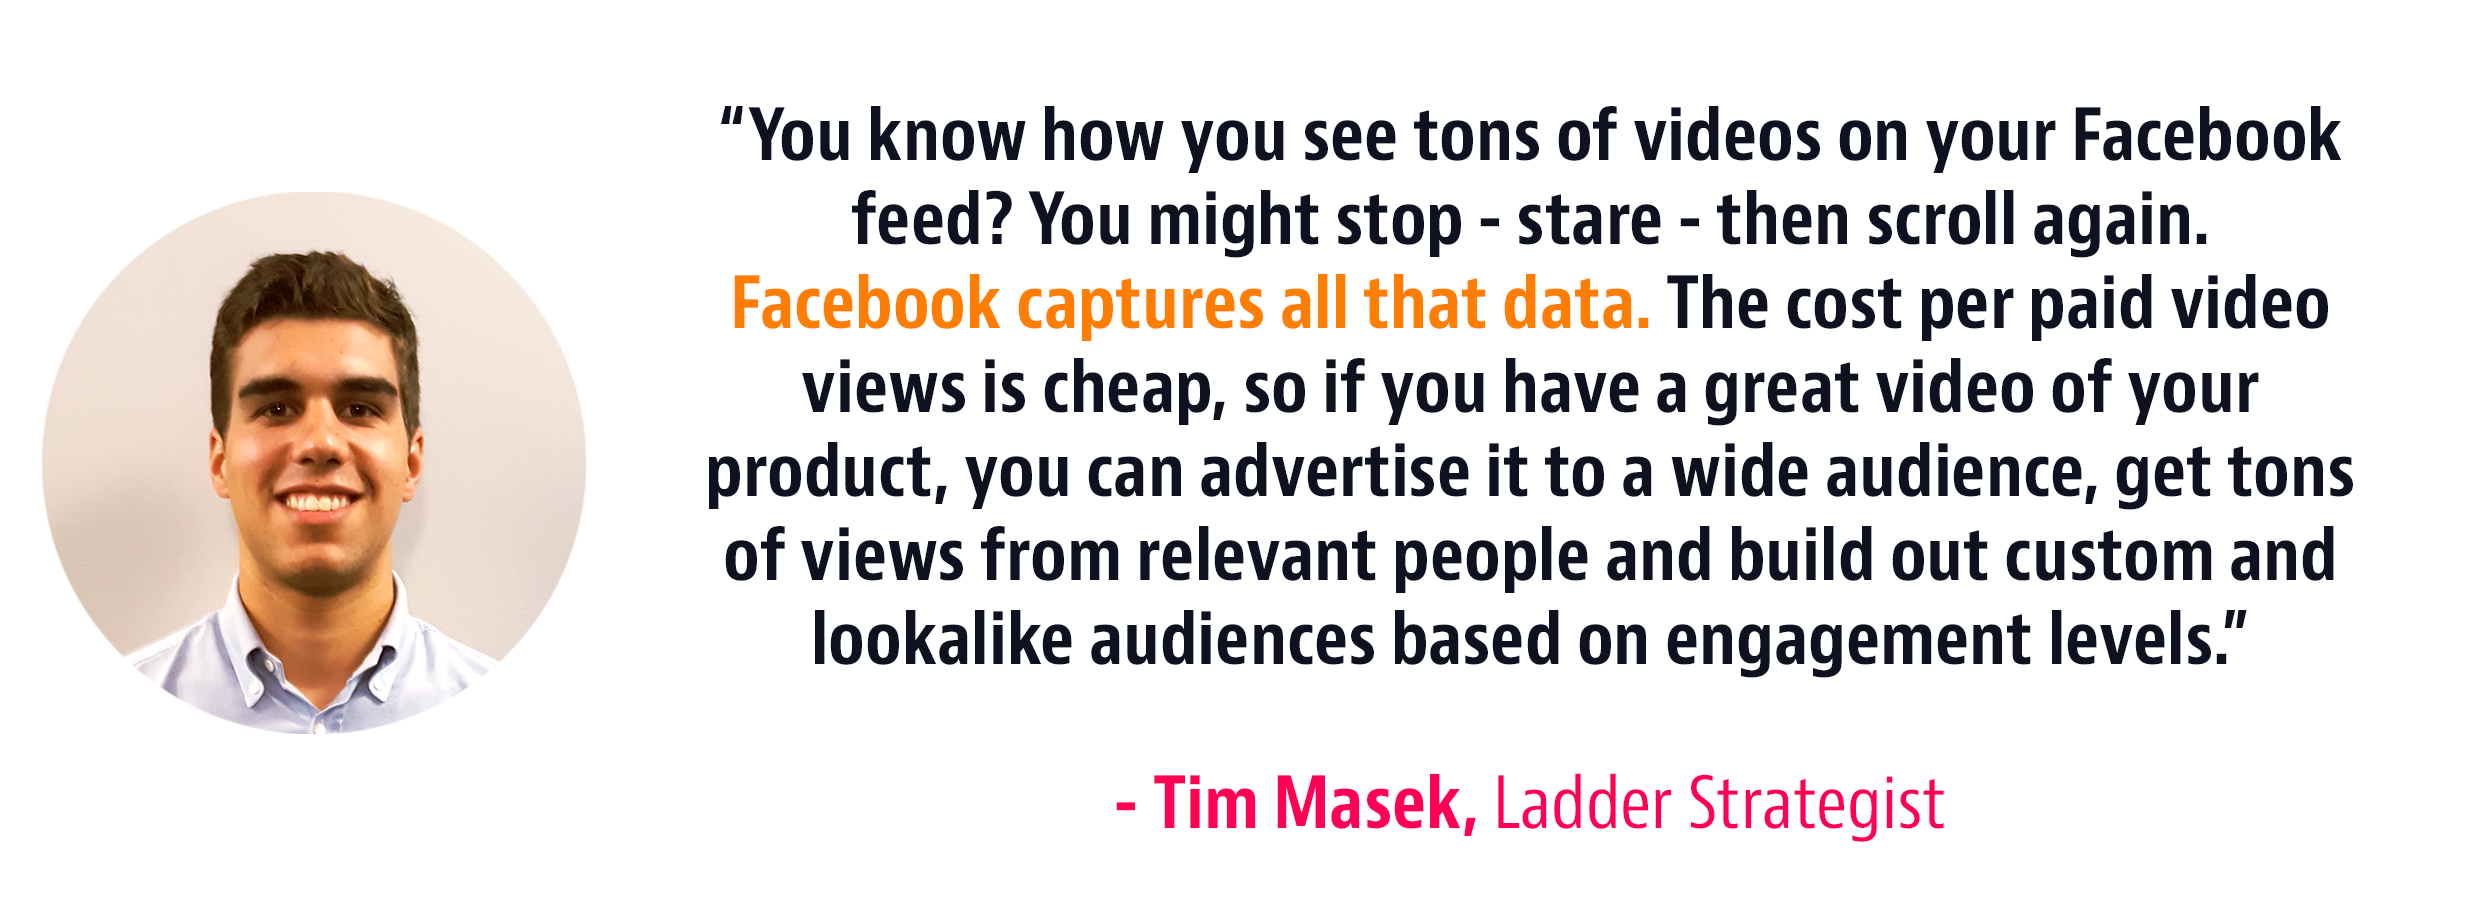 “You know how you see tons of videos on your Facebook
feed? You might stop - stare - then scroll again.
Facebook captures all that data. The cost per paid video
views is cheap, so if you have a great video of your
product, you can advertise it to a wide audience, get tons
of views from relevant people and build out custom and
lookalike audiences based on engagement levels.”
- Tim Masek, Ladder Strategist